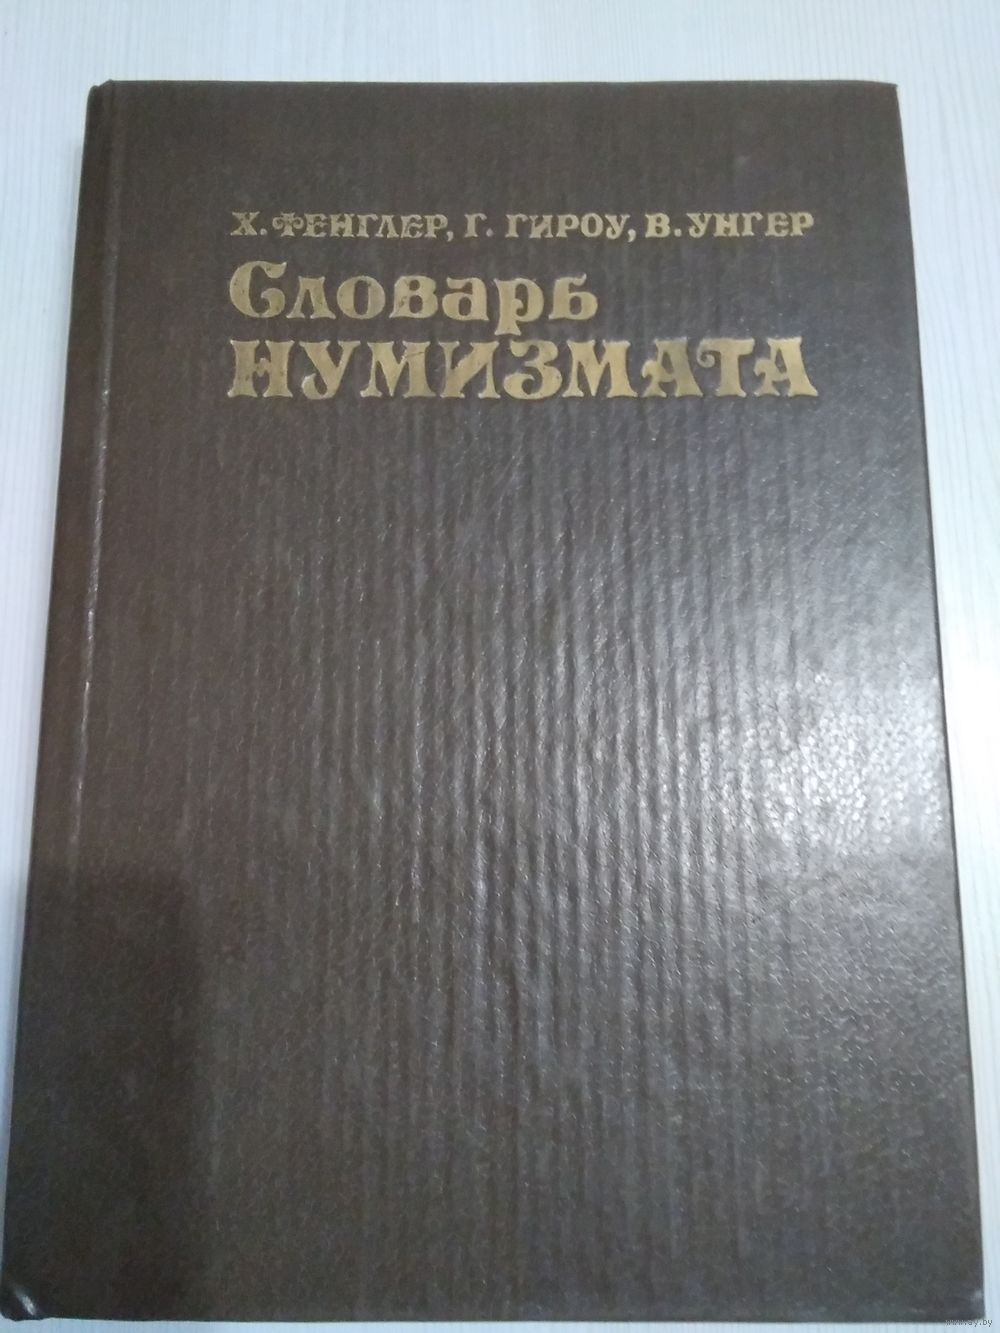 Х. ФЕНГЛЕР, Г. ГИРОУ, В. УНГЕР
Словарь
НУМИЗМАТА